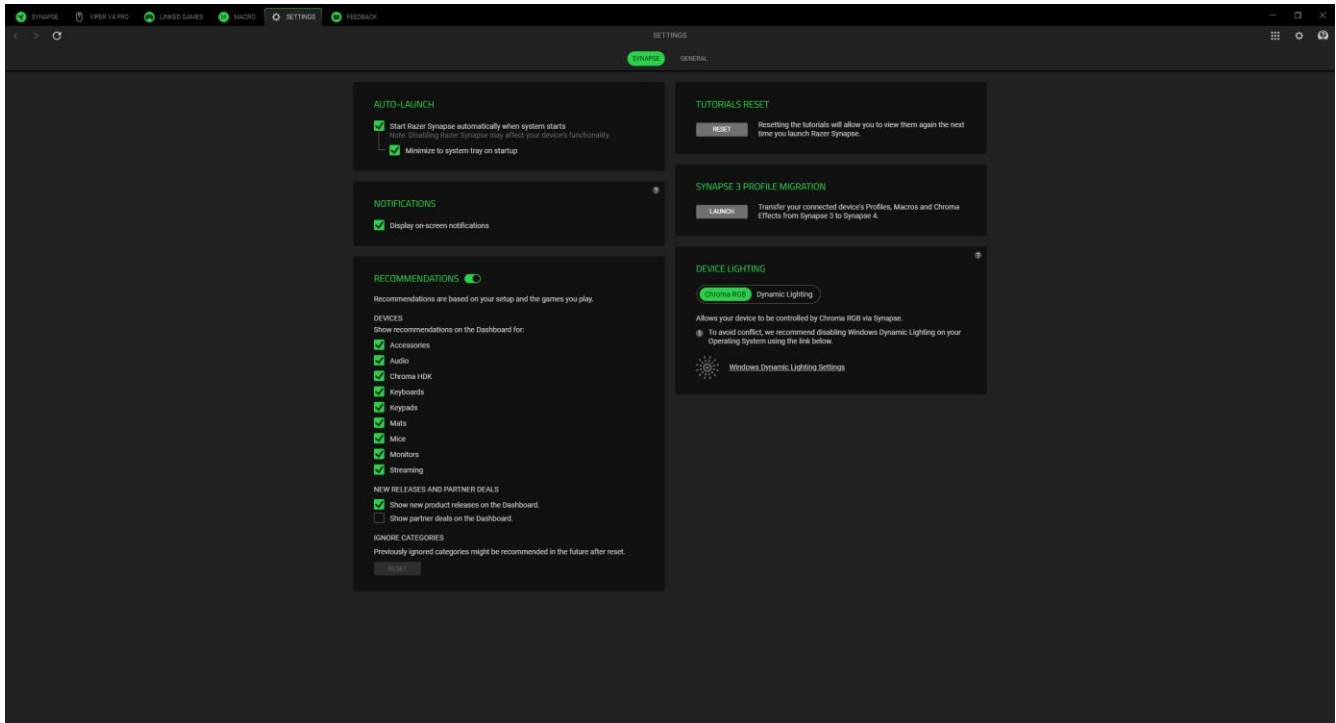 SYNAPSE VIPER V4 PRO LINKED GAMES MACRO SETTINGS FEEDBACK
SETTINGS
SYNAPSE GENERAL
AUTO-LAUNCH
Start Razer Synapse automatically when system starts
Note: Disabling Razer Synapse may affect your device's functionality.
Minimize to system tray on startup
NOTIFICATIONS
Display on-screen notifications
RECOMMENDATIONS
Recommendations are based on your setup and the games you play.
DEVICES
Show recommendations on the Dashboard for:
Accessories
Audio
Chroma HDK
Keyboards
Keypads
Mats
Mice
Monitors
Streaming
NEW RELEASES AND PARTNER DEALS
Show new product releases on the Dashboard.
Show partner deals on the Dashboard.
IGNORE CATEGORIES
Previously ignored categories might be recommended in the future after reset.
RESET
TUTORIALS RESET
RESET
Resetting the tutorials will allow you to view them again the next
time you launch Razer Synapse.
SYNAPSE 3 PROFILE MIGRATION
LAUNCH
Transfer your connected device's Profiles, Macros and Chroma
Effects from Synapse 3 to Synapse 4.
DEVICE LIGHTING
Chroma RGB Dynamic Lighting
Allows your device to be controlled by Chroma RGB via Synapse.
To avoid conflict, we recommend disabling Windows Dynamic Lighting on your
Operating System using the link below.
Windows Dynamic Lighting Settings